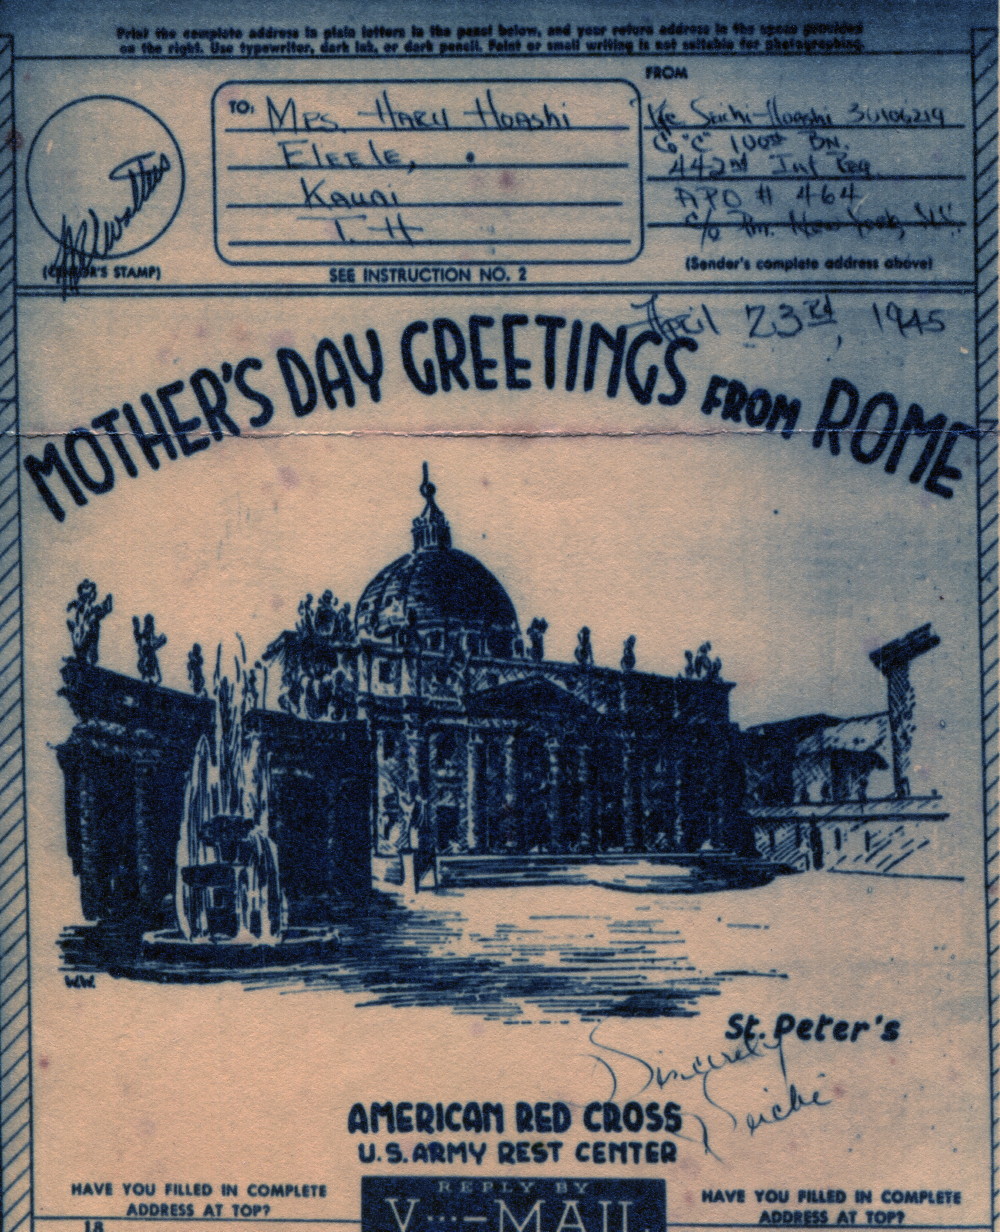 Print the complete address in plain letters in the panel below, and your return address in the space provided
on the right. Use typewriter, dark ink, or dark pencil. Faint or small writing is not suitable for photographing.
FROM
TO: Mrs. Haru Hoashi
Eleele,
Kauai
T. H.
Pfc Seichi Hoashi 30106219
Co "C" 100th Bn.
442nd Inf Reg
APO # 464
c/o Pm. New York, N.Y.
(Sender's complete address above)
(CENSOR'S STAMP)
SEE INSTRUCTION NO. 2
April 23rd, 1945
MOTHER'S DAY GREETINGS FROM ROME
W.W.
St. Peter's
Sincerely
Seichi
AMERICAN RED CROSS
U.S. ARMY REST CENTER
HAVE YOU FILLED IN COMPLETE
ADDRESS AT TOP?
REPLY BY
V···—MAIL
HAVE YOU FILLED IN COMPLETE
ADDRESS AT TOP?
18